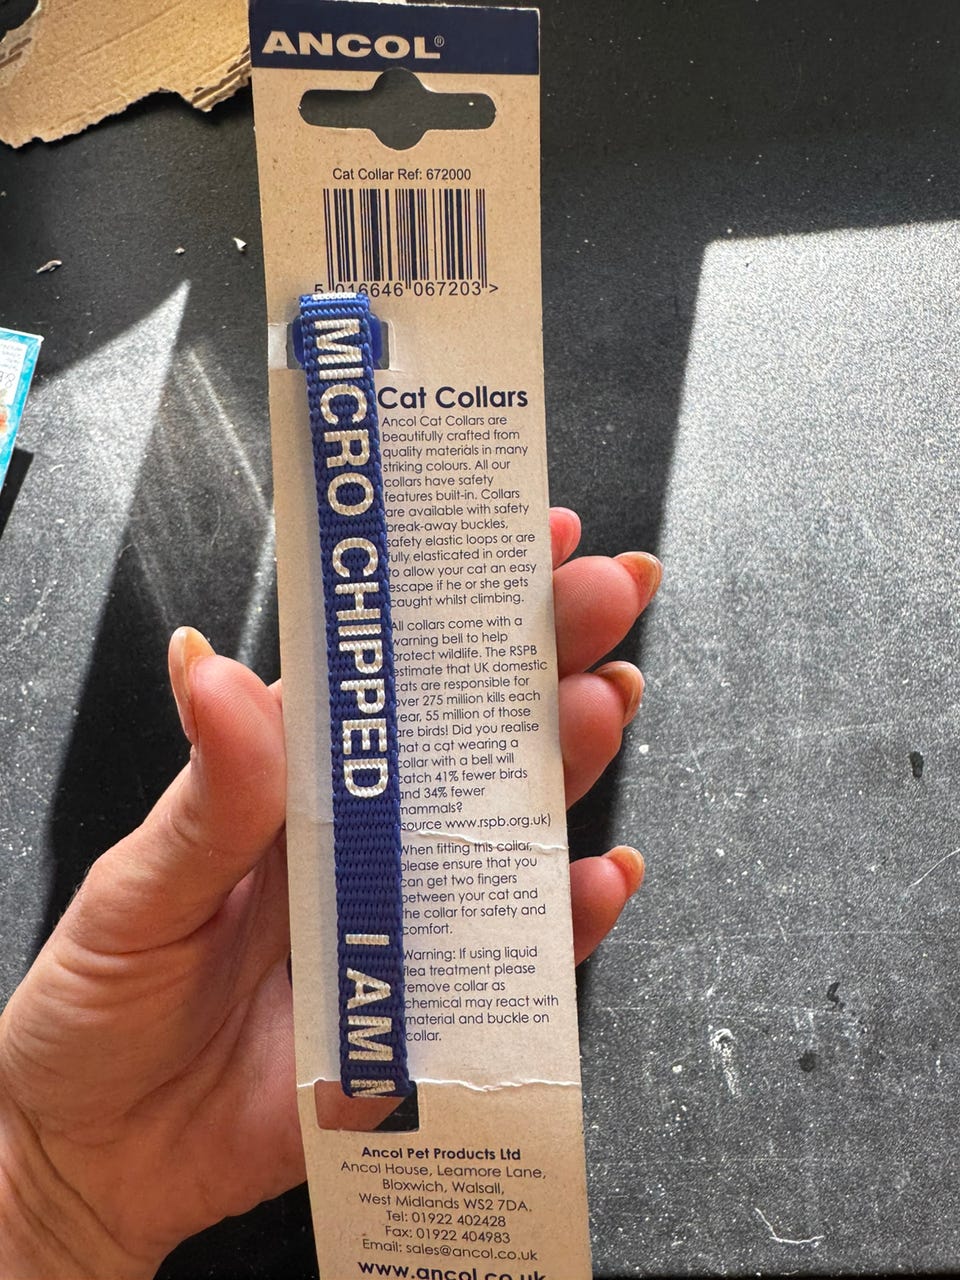 ANCOL®
Cat Collar Ref: 672000
5 016646 067203 >
MICRO CHIPPED
I AM
Cat Collars
Ancol Cat Collars are
beautifully crafted from
quality materials in many
striking colours. All our
collars have safety
features built-in. Collars
are available with safety
break-away buckles,
safety elastic loops or are
fully elasticated in order
to allow your cat an easy
escape if he or she gets
caught whilst climbing.
All collars come with a
warning bell to help
protect wildlife. The RSPB
estimate that UK domestic
cats are responsible for
over 275 million kills each
year, 55 million of those
are birds! Did you realise
that a cat wearing a
collar with a bell will
catch 41% fewer birds
and 34% fewer
mammals?
source www.rspb.org.uk)
When fitting this collar,
please ensure that you
can get two fingers
between your cat and
the collar for safety and
comfort.
Warning: If using liquid
flea treatment please
remove collar as
chemical may react with
material and buckle on
collar.
Ancol Pet Products Ltd
Ancol House, Leamore Lane,
Bloxwich, Walsall,
West Midlands WS2 7DA.
Tel: 01922 402428
Fax: 01922 404983
Email: sales@ancol.co.uk
www.ancol.co.uk